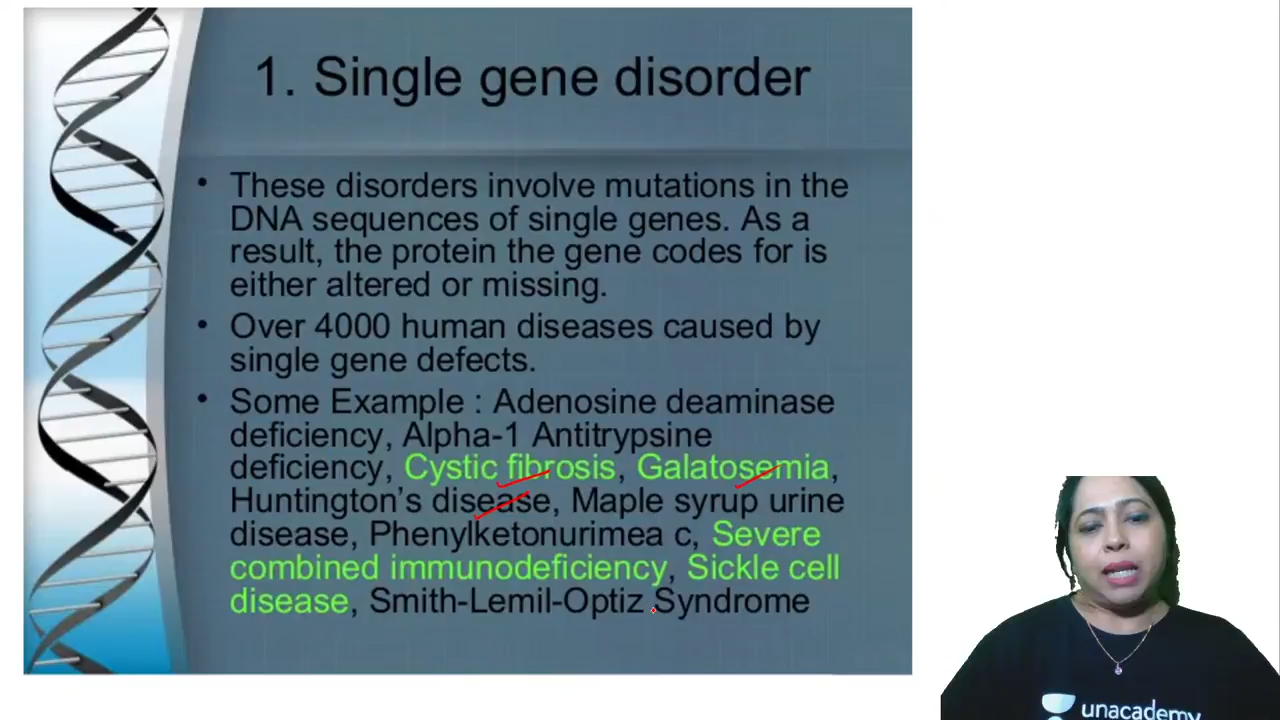 1. Single gene disorder
• These disorders involve mutations in the
DNA sequences of single genes. As a
result, the protein the gene codes for is
either altered or missing.
• Over 4000 human diseases caused by
single gene defects.
• Some Example : Adenosine deaminase
deficiency, Alpha-1 Antitrypsine
deficiency, Cystic fibrosis, Galatosemia,
Huntington’s disease, Maple syrup urine
disease, Phenylketonurimea c, Severe
combined immunodeficiency, Sickle cell
disease, Smith-Lemil-Optiz Syndrome
unacademy